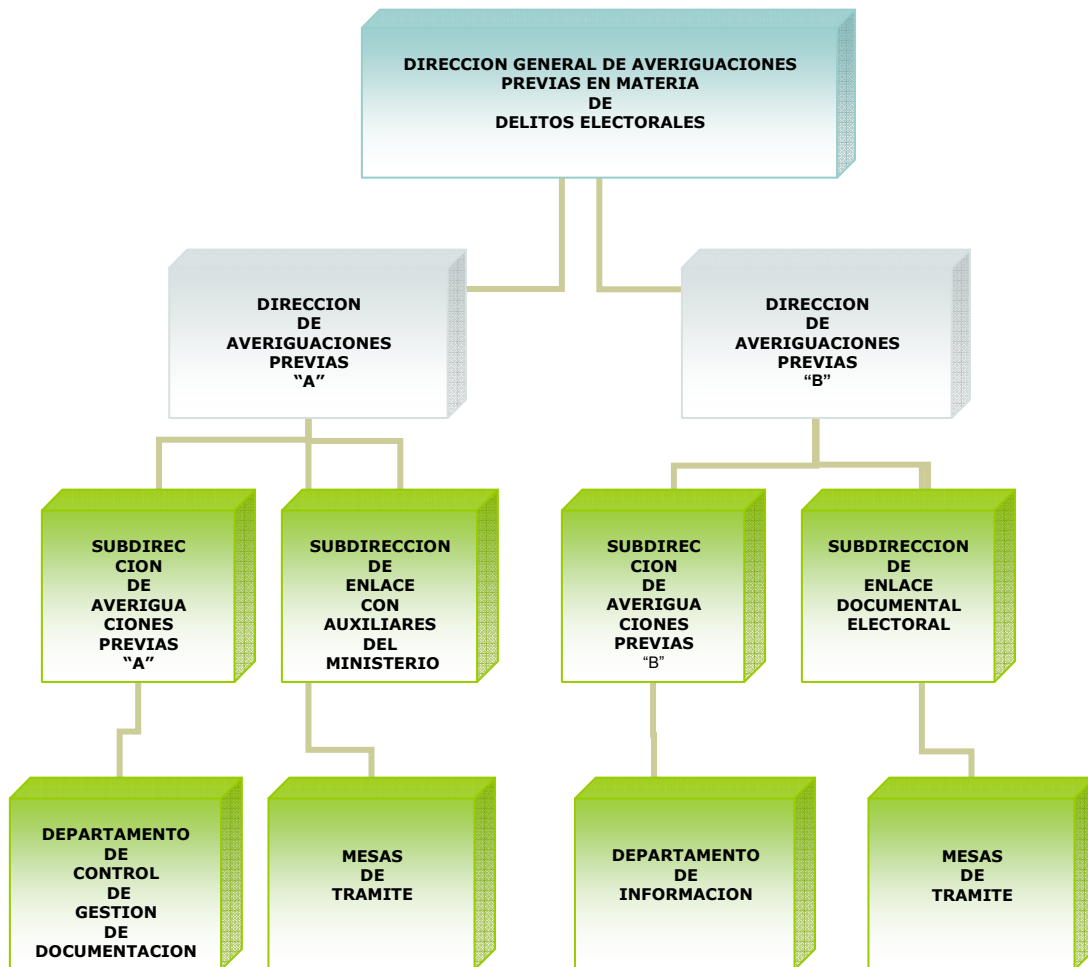 DIRECCION GENERAL DE AVERIGUACIONES
PREVIAS EN MATERIA
DE
DELITOS ELECTORALES
DIRECCION
DE
AVERIGUACIONES
PREVIAS
“A”
DIRECCION
DE
AVERIGUACIONES
PREVIAS
“B”
SUBDIREC
CION
DE
AVERIGUA
CIONES
PREVIAS
“A”
SUBDIRECCION
DE
ENLACE
CON
AUXILIARES
DEL
MINISTERIO
SUBDIREC
CION
DE
AVERIGUA
CIONES
PREVIAS
“B”
SUBDIRECCION
DE
ENLACE
DOCUMENTAL
ELECTORAL
DEPARTAMENTO
DE
CONTROL
DE
GESTION
DE
DOCUMENTACION
MESAS
DE
TRAMITE
DEPARTAMENTO
DE
INFORMACION
MESAS
DE
TRAMITE